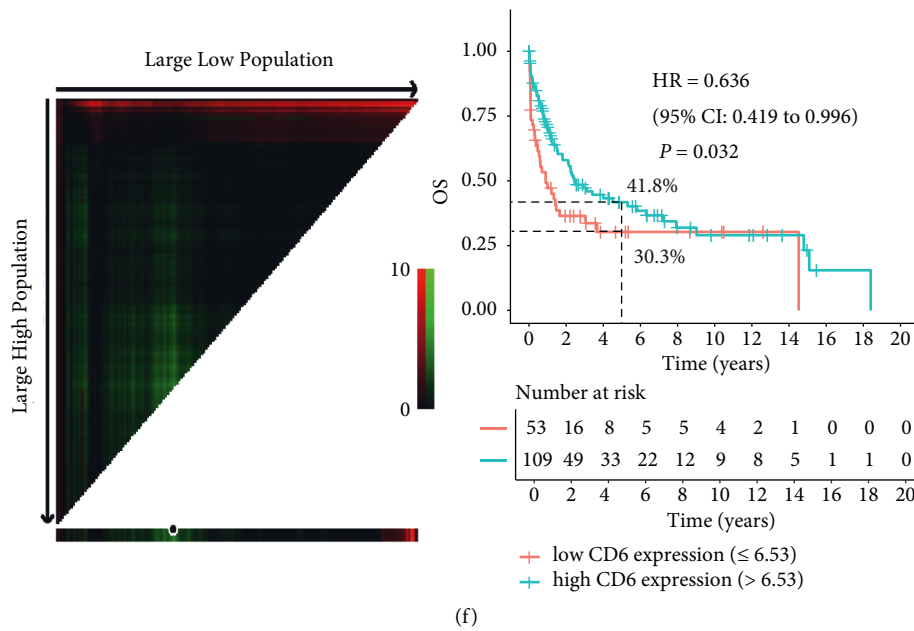 Large Low Population
Large High Population
10
0
OS
1.00
0.75
0.50
0.25
0.00
HR = 0.636
(95% CI: 0.419 to 0.996)
P = 0.032
41.8%
30.3%
0 2 4 6 8 10 12 14 16 18 20
Time (years)
Number at risk
53 16 8 5 5 4 2 1 0 0 0
109 49 33 22 12 9 8 5 1 1 0
0 2 4 6 8 10 12 14 16 18 20
Time (years)
low CD6 expression (≤ 6.53)
high CD6 expression (> 6.53)
(f)